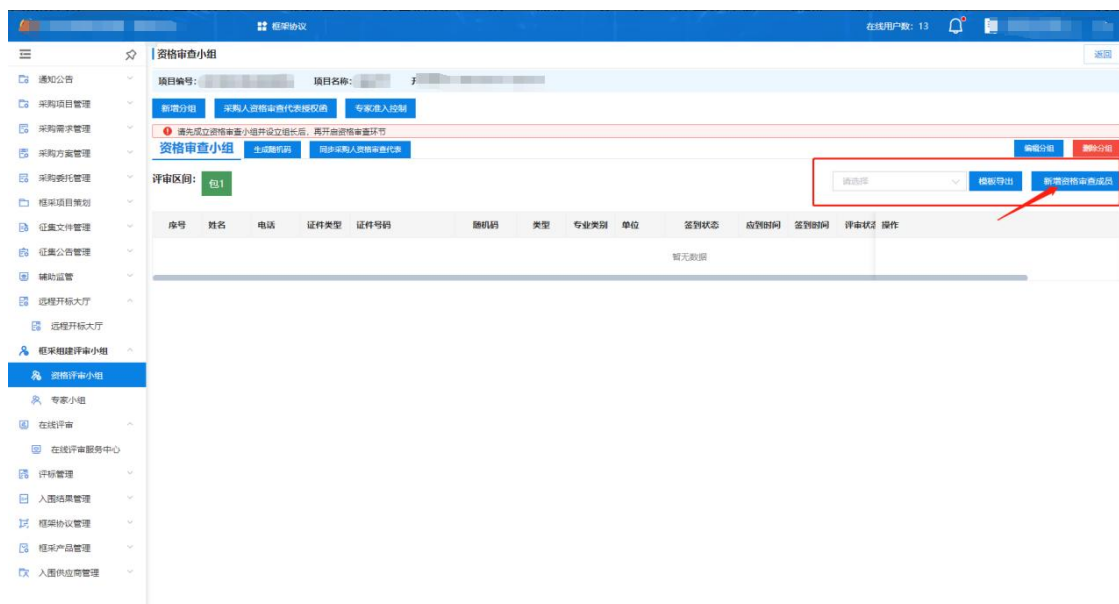 框架协议
在线用户数: 13
资格审查小组
返回
项目编号:
项目名称:
新增分组
采购人资格审查代表授权函
专家准入控制
请先成立资格审查小组并设立组长后，再开启资格审查环节
资格审查小组
生成随机码
同步采购人资格审查代表
编辑分组
删除分组
评审区间:
包1
请选择
模板导出
新增资格审查成员
序号 姓名 电话 证件类型 证件号码 随机码 类型 专业类别 单位 签到状态 应到时间 签到时间 评审状态 操作
暂无数据
通知公告
采购项目管理
采购需求管理
采购方案管理
采购委托管理
框采项目策划
征集文件管理
征集公告管理
辅助监管
远程开标大厅
远程开标大厅
框采组建评审小组
资格评审小组
专家小组
在线评审
在线评审服务中心
评标管理
入围结果管理
框架协议管理
框采产品管理
入围供应商管理